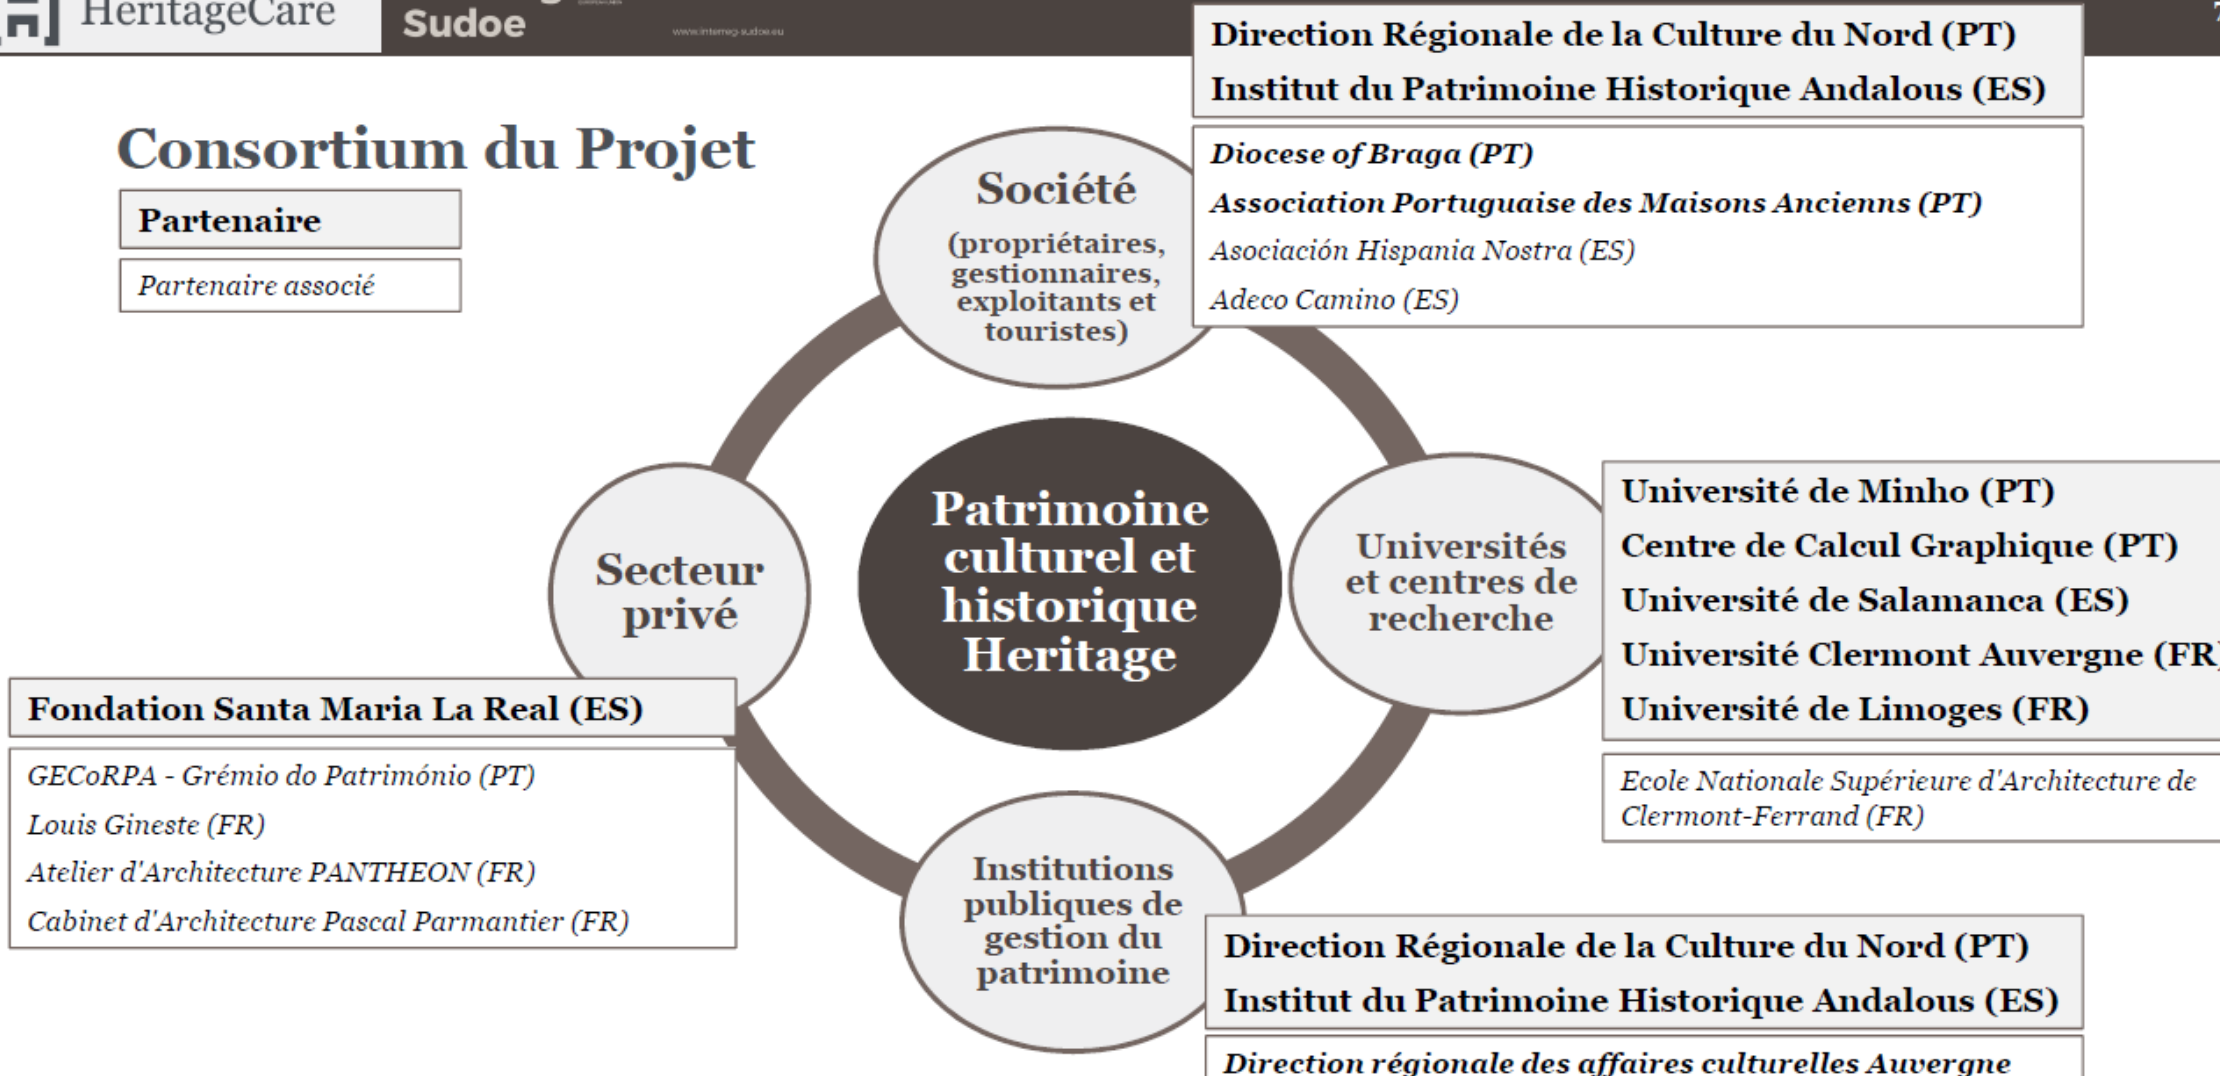 HeritageCare
Sudoe
www.interreg-sudoe.eu
Direction Régionale de la Culture du Nord (PT)
Institut du Patrimoine Historique Andalous (ES)
Diocese of Braga (PT)
Association Portuguaise des Maisons Ancienns (PT)
Asociación Hispania Nostra (ES)
Adeco Camino (ES)
Consortium du Projet
Partenaire
Partenaire associé
Société
(propriétaires,
gestionnaires,
exploitants et
touristes)
Patrimoine
culturel et
historique
Heritage
Universités
et centres de
recherche
Université de Minho (PT)
Centre de Calcul Graphique (PT)
Université de Salamanca (ES)
Université Clermont Auvergne (FR)
Université de Limoges (FR)
Ecole Nationale Supérieure d'Architecture de
Clermont-Ferrand (FR)
Secteur
privé
Fondation Santa Maria La Real (ES)
GECoRPA - Grémio do Património (PT)
Louis Gineste (FR)
Atelier d'Architecture PANTHEON (FR)
Cabinet d'Architecture Pascal Parmantier (FR)
Institutions
publiques de
gestion du
patrimoine
Direction Régionale de la Culture du Nord (PT)
Institut du Patrimoine Historique Andalous (ES)
Direction régionale des affaires culturelles Auvergne